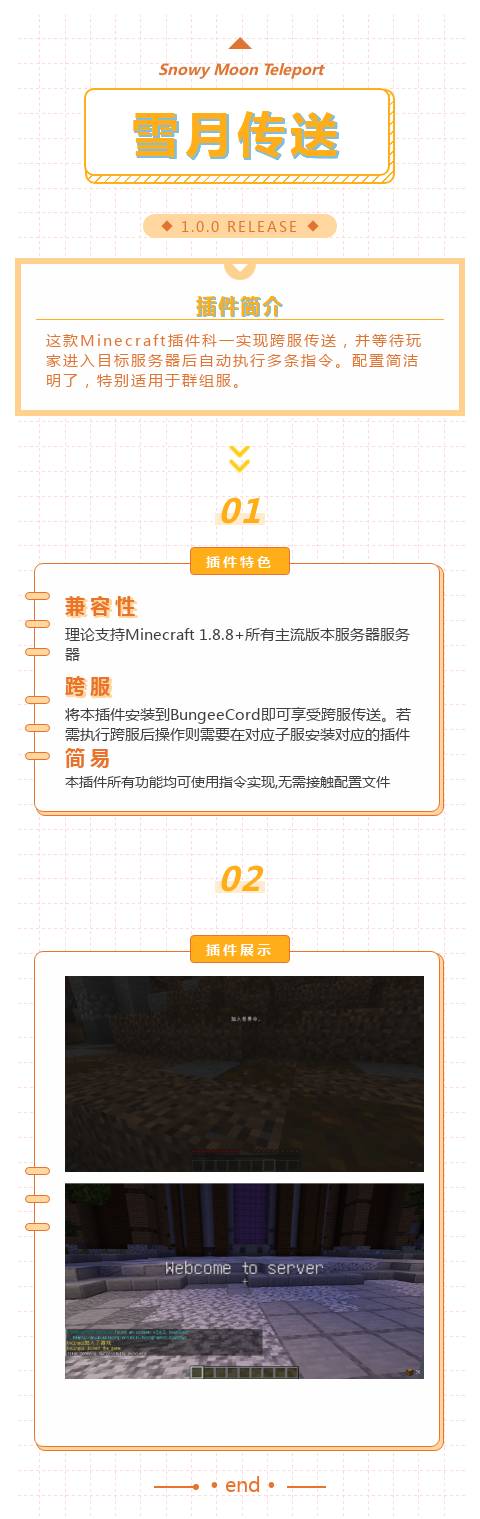 Snowy Moon Teleport
雪月传送
◆ 1.0.0 RELEASE ◆
插件简介
这款Minecraft插件科一实现跨服传送，并等待玩
家进入目标服务器后自动执行多条指令。配置简洁
明了，特别适用于群组服。
01
插件特色
兼容性
理论支持Minecraft 1.8.8+所有主流版本服务器服务
器
跨服
将本插件安装到BungeeCord即可享受跨服传送。若
需执行跨服后操作则需要在对应子服安装对应的插件
简易
本插件所有功能均可使用指令实现,无需接触配置文件
02
插件展示
加入世界中…
Webcome to server
• end •